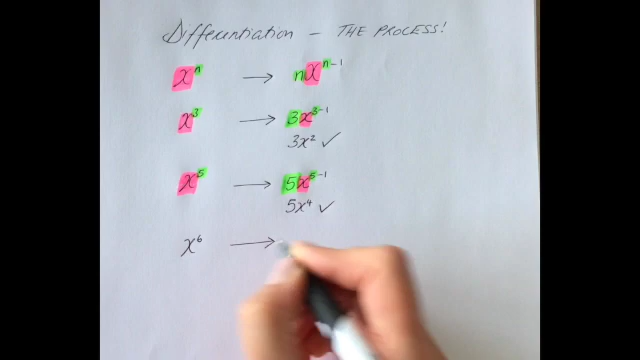 Differentiation – THE PROCESS!
xⁿ → nxⁿ⁻¹
x³ → 3x³⁻¹
3x² ✓
x⁵ → 5x⁵⁻¹
5x⁴ ✓
x⁶ →